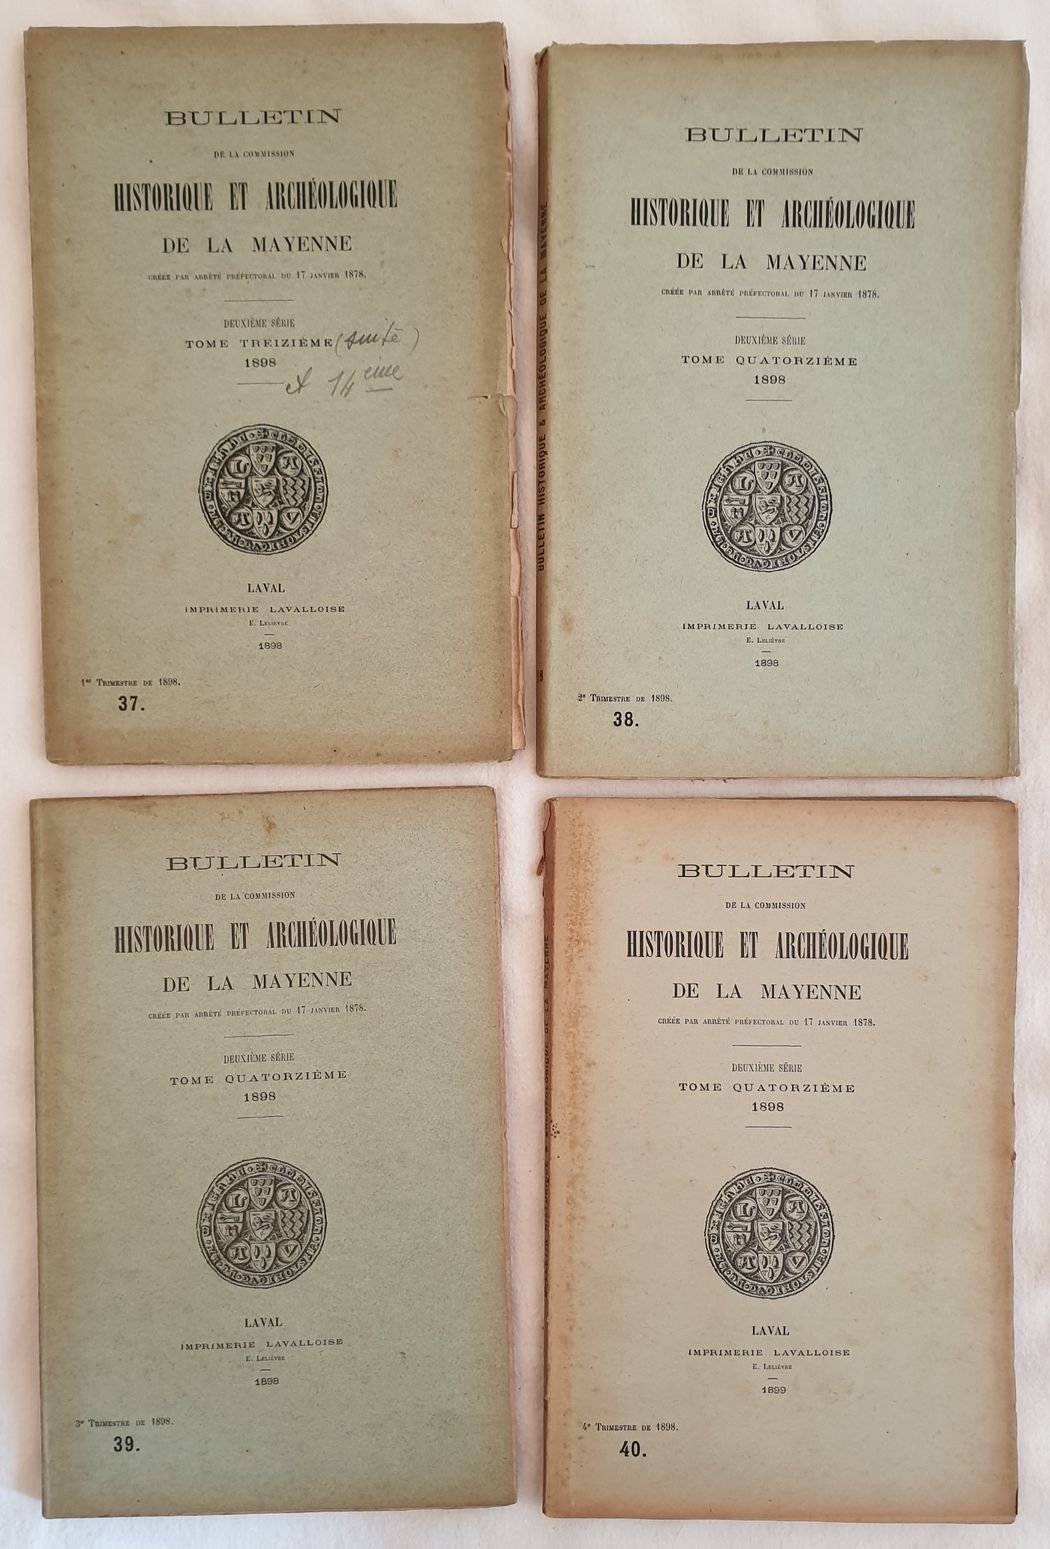 BULLETIN
DE LA COMMISSION
HISTORIQUE ET ARCHÉOLOGIQUE
DE LA MAYENNE
CRÉÉE PAR ARRÊTÉ PRÉFECTORAL DU 17 JANVIER 1878.
DEUXIÈME SÉRIE
TOME TREIZIÈME (suite)
1898
et 14 eme
LAVAL
IMPRIMERIE LAVALLOISE
E. LELIÈVRE
1898
1er TRIMESTRE DE 1898.
37.
BULLETIN HISTORIQUE & ARCHÉOLOGIQUE DE LA MAYENNE
BULLETIN
DE LA COMMISSION
HISTORIQUE ET ARCHÉOLOGIQUE
DE LA MAYENNE
CRÉÉE PAR ARRÊTÉ PRÉFECTORAL DU 17 JANVIER 1878.
DEUXIÈME SÉRIE
TOME QUATORZIÈME
1898
LAVAL
IMPRIMERIE LAVALLOISE
E. LELIÈVRE
1898
2e TRIMESTRE DE 1898.
38.
BULLETIN
DE LA COMMISSION
HISTORIQUE ET ARCHÉOLOGIQUE
DE LA MAYENNE
CRÉÉE PAR ARRÊTÉ PRÉFECTORAL DU 17 JANVIER 1878.
DEUXIÈME SÉRIE
TOME QUATORZIÈME
1898
LAVAL
IMPRIMERIE LAVALLOISE
E. LELIÈVRE
1898
3e TRIMESTRE DE 1898.
39.
BULLETIN
DE LA COMMISSION
HISTORIQUE ET ARCHÉOLOGIQUE
DE LA MAYENNE
CRÉÉE PAR ARRÊTÉ PRÉFECTORAL DU 17 JANVIER 1878.
DEUXIÈME SÉRIE
TOME QUATORZIÈME
1898
LAVAL
IMPRIMERIE LAVALLOISE
E. LELIÈVRE
1899
4e TRIMESTRE DE 1898.
40.